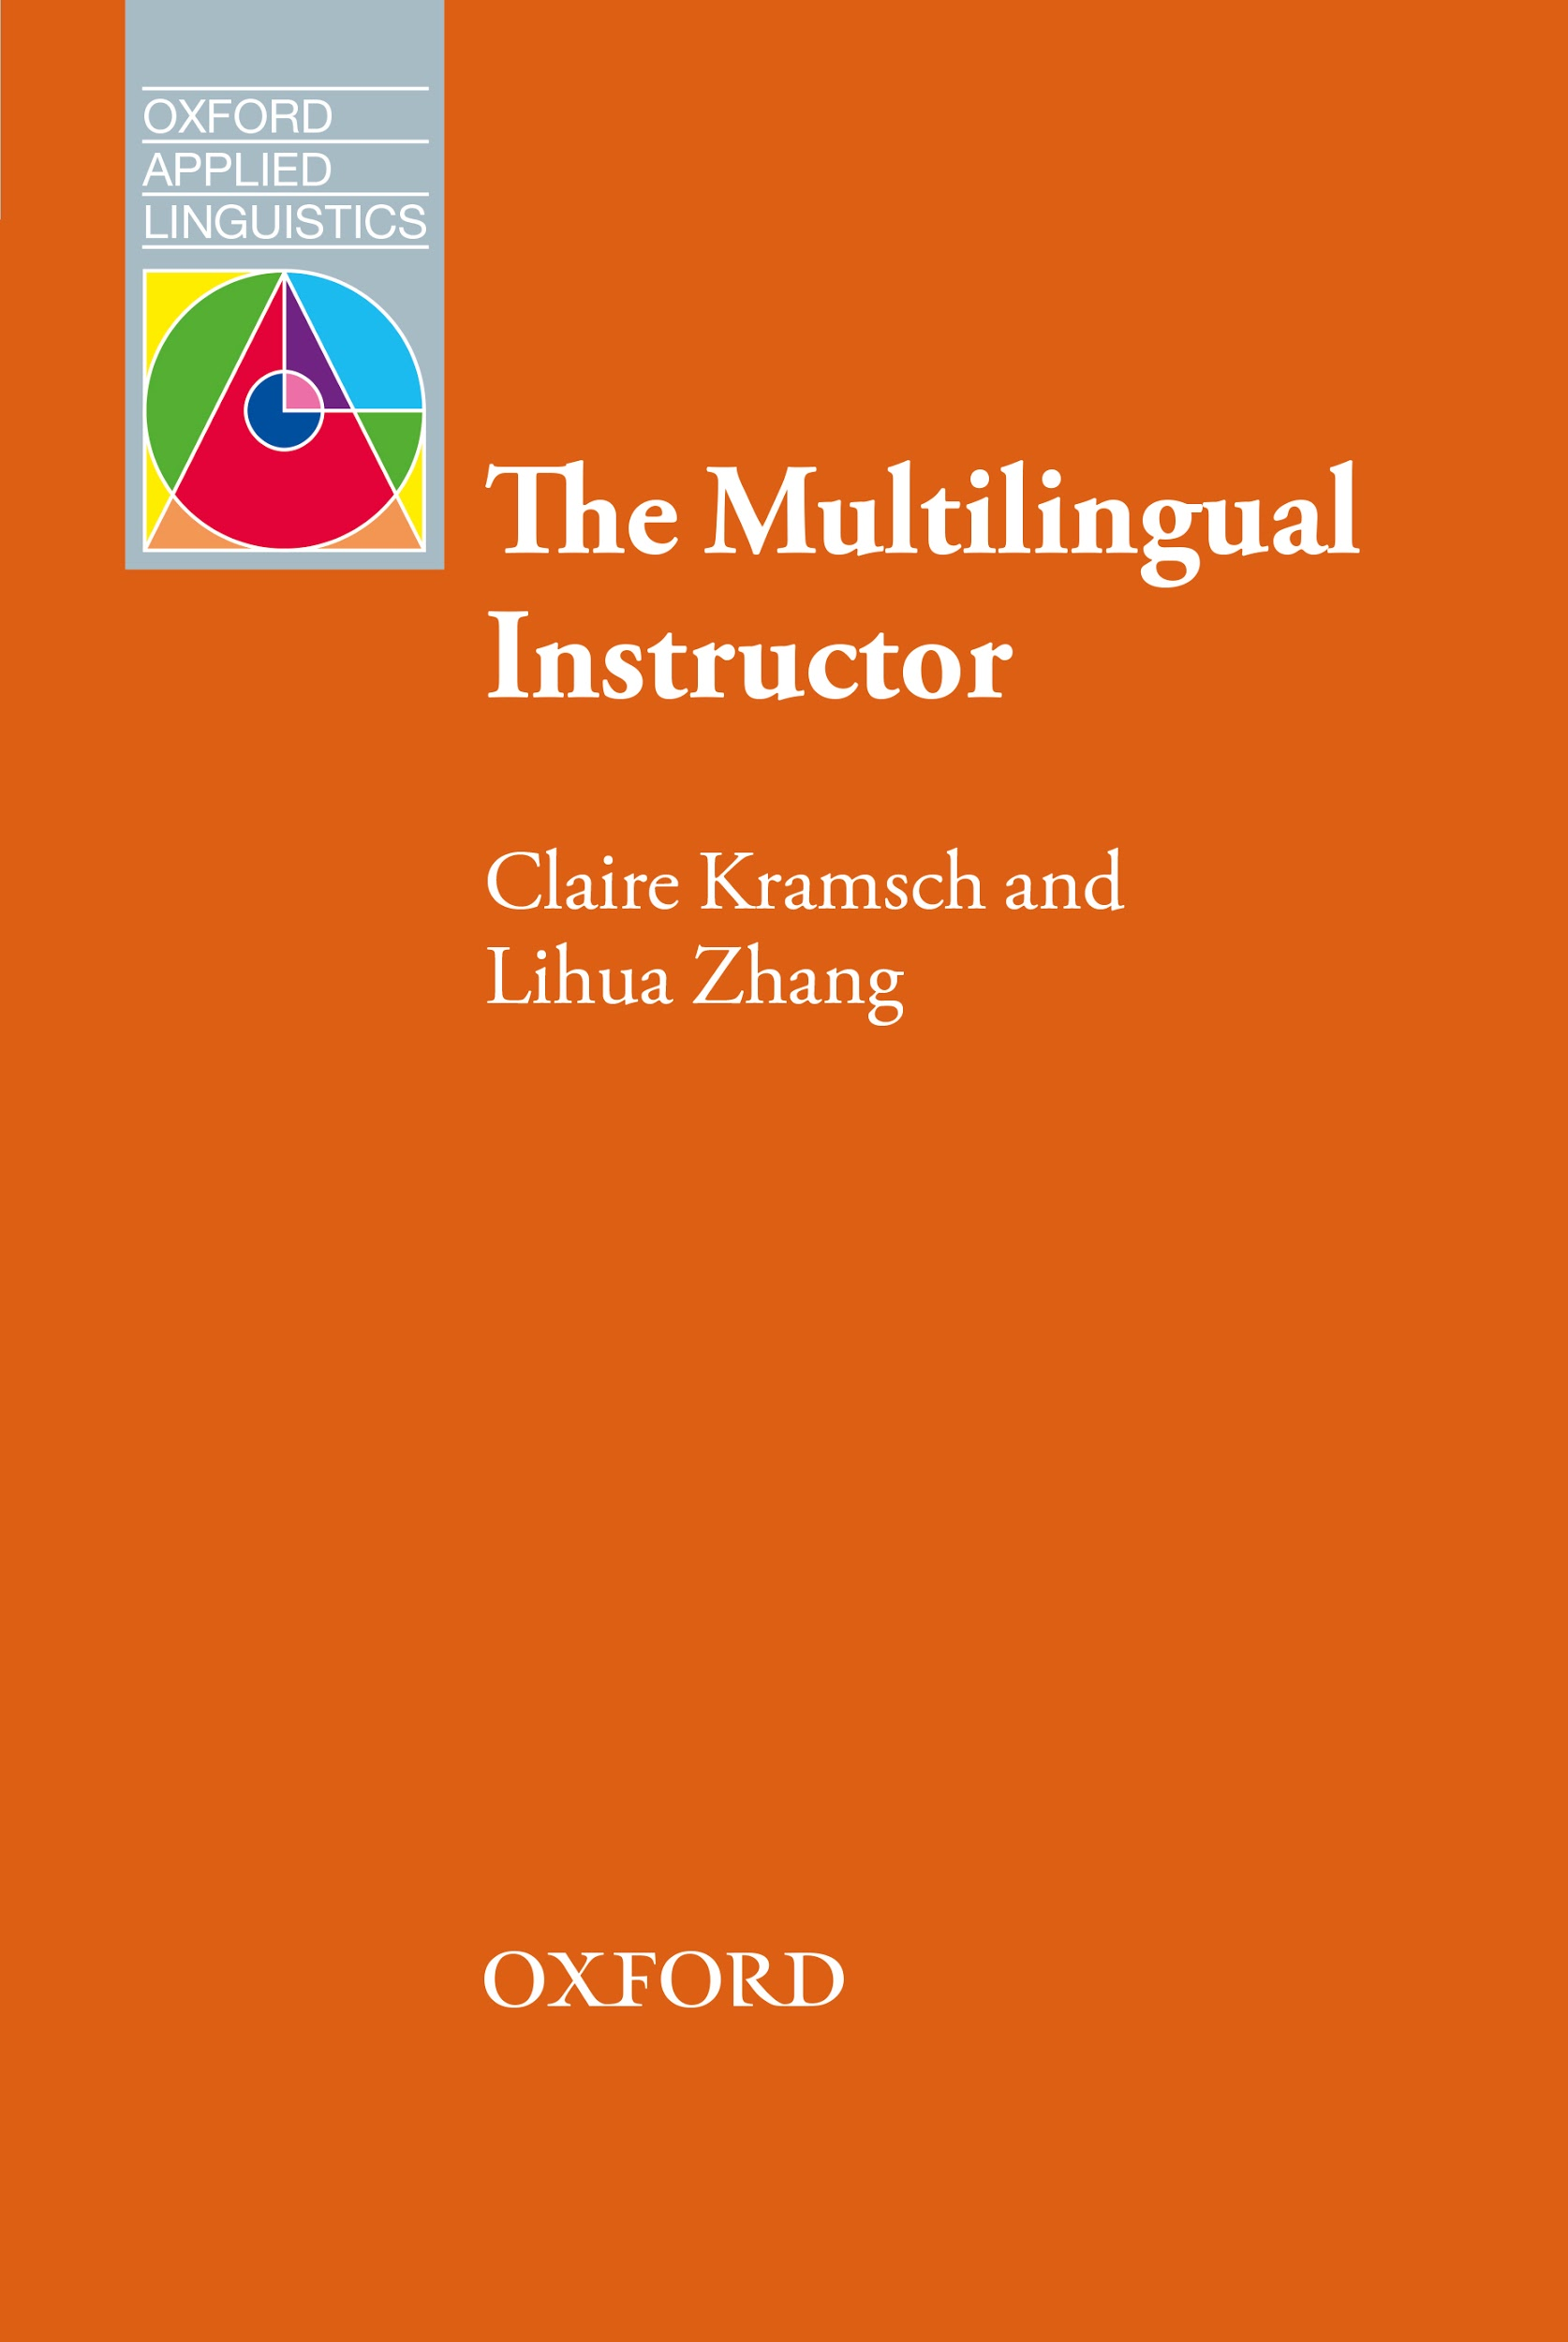 OXFORD
APPLIED
LINGUISTICS
The Multilingual
Instructor
Claire Kramsch and
Lihua Zhang
OXFORD